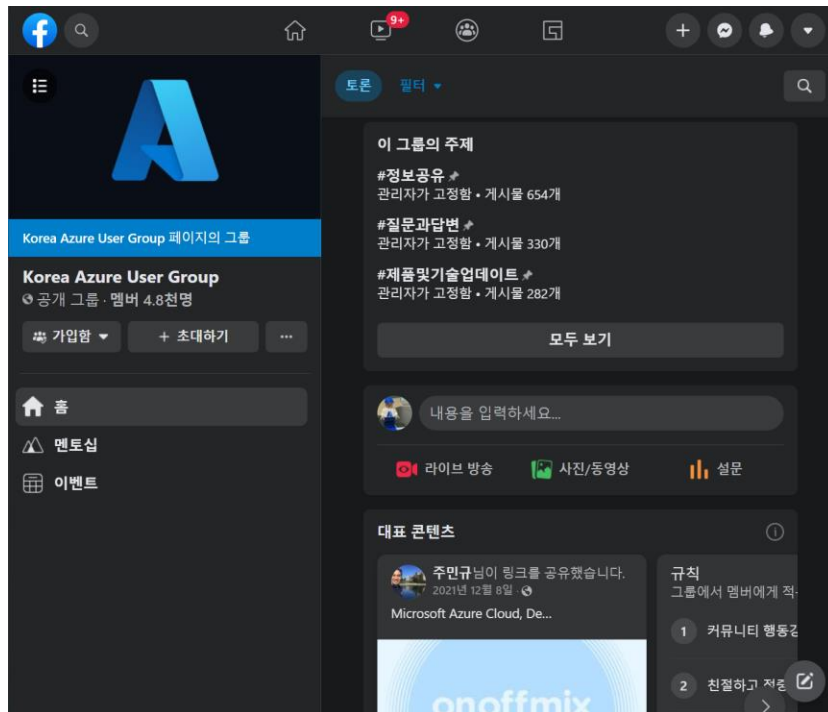 9+
Korea Azure User Group 페이지의 그룹
Korea Azure User Group
공개 그룹 · 멤버 4.8천명
가입함
+ 초대하기
...
홈
멘토십
이벤트
토론
필터
이 그룹의 주제
#정보공유
관리자가 고정함 • 게시물 654개
#질문과답변
관리자가 고정함 • 게시물 330개
#제품및기술업데이트
관리자가 고정함 • 게시물 282개
모두 보기
내용을 입력하세요...
라이브 방송
사진/동영상
설문
대표 콘텐츠
주민규님이 링크를 공유했습니다.
2021년 12월 8일
Microsoft Azure Cloud, De...
onoffmix
규칙
그룹에서 멤버에게 적
1 커뮤니티 행동
2 친절하고